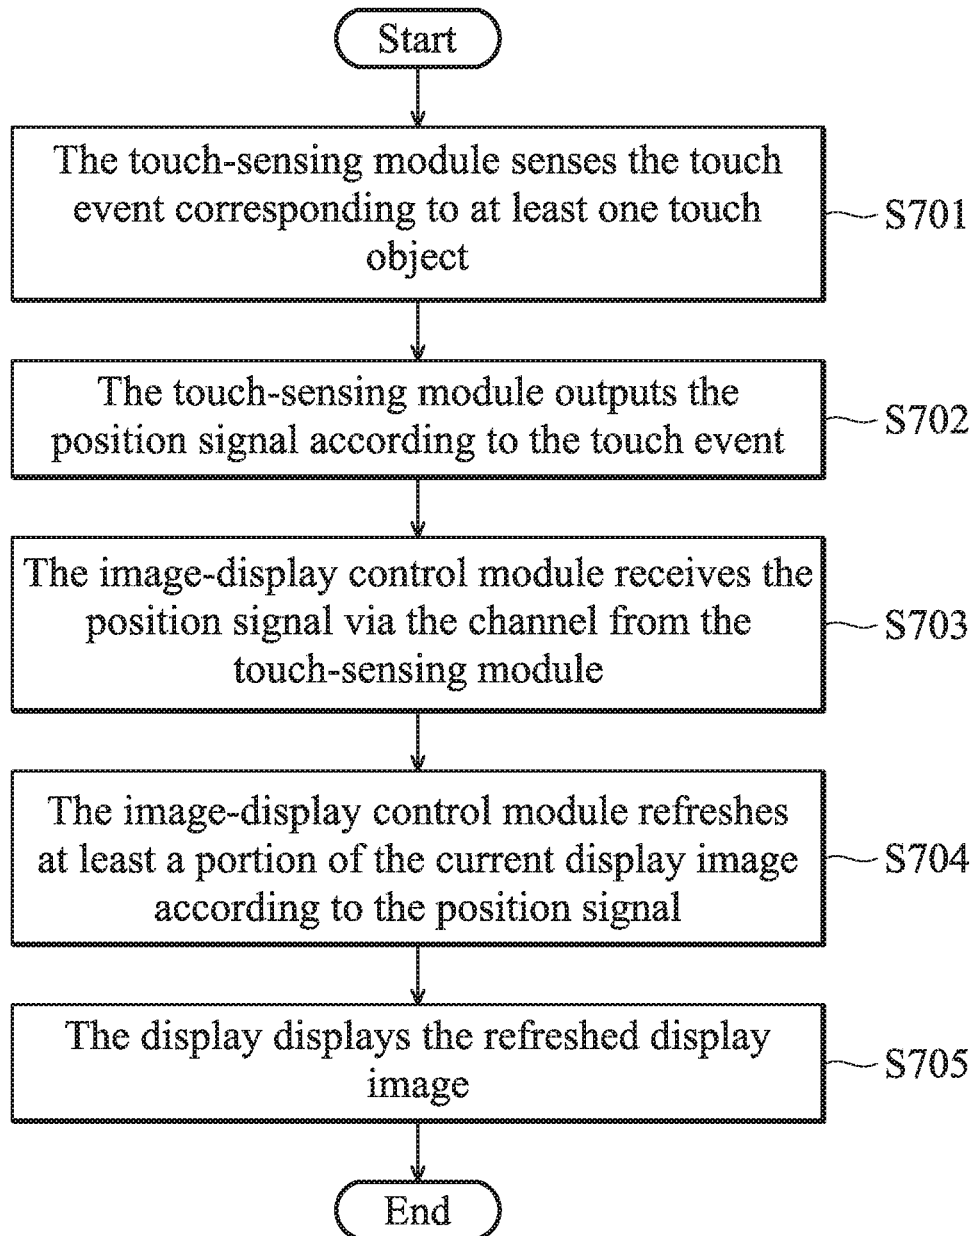 Start
The touch-sensing module senses the touch
event corresponding to at least one touch
object
S701
The touch-sensing module outputs the
position signal according to the touch event
S702
The image-display control module receives the
position signal via the channel from the
touch-sensing module
S703
The image-display control module refreshes
at least a portion of the current display image
according to the position signal
S704
The display displays the refreshed display
image
S705
End